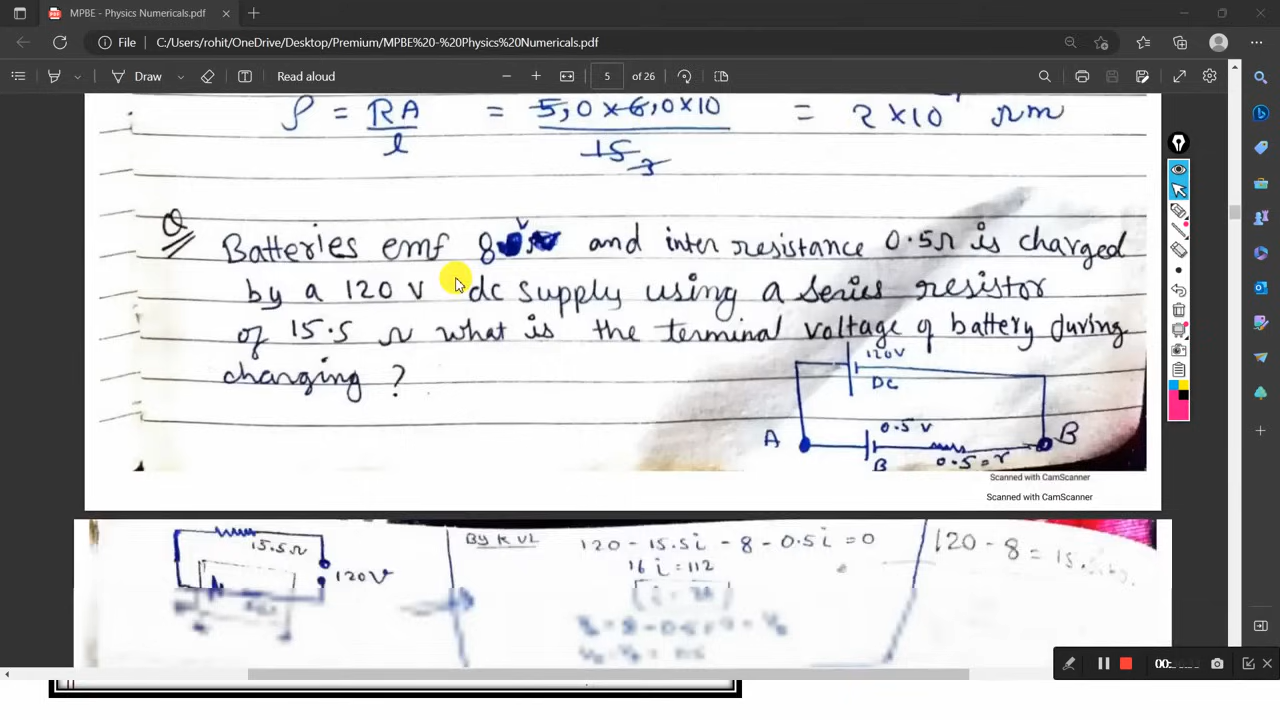 MPBE - Physics Numericals.pdf
File C:/Users/rohit/OneDrive/Desktop/Premium/MPBE%20-%20Physics%20Numericals.pdf
Draw Read aloud 5 of 26
ρ = RA/l = 5,0 x 6,0 x 10 / 15 3 = 2 x 10 Ωm
Q Batteries emf 8 V and inter resistance 0.5Ω is charged
by a 120 V dc supply using a series resistor
of 15.5 Ω what is the terminal voltage of battery during
charging ?
120V
DC
0.5 V
A B
B 0.5=r
Scanned with CamScanner
Scanned with CamScanner
15.5Ω
120V
By KVL
120 - 15.5i - 8 - 0.5i = 0
16 i = 112
120 - 8 =